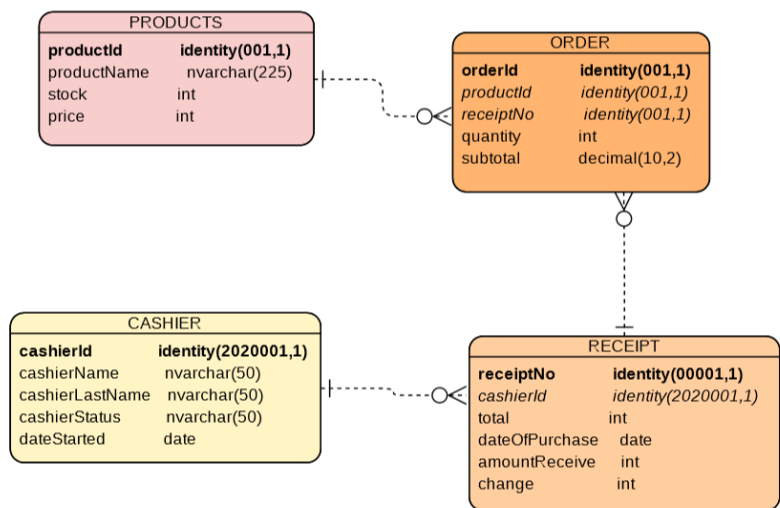 PRODUCTS
productId identity(001,1)
productName nvarchar(225)
stock int
price int
ORDER
orderId identity(001,1)
productId identity(001,1)
receiptNo identity(001,1)
quantity int
subtotal decimal(10,2)
CASHIER
cashierId identity(2020001,1)
cashierName nvarchar(50)
cashierLastName nvarchar(50)
cashierStatus nvarchar(50)
dateStarted date
RECEIPT
receiptNo identity(00001,1)
cashierId identity(2020001,1)
total int
dateOfPurchase date
amountReceive int
change int